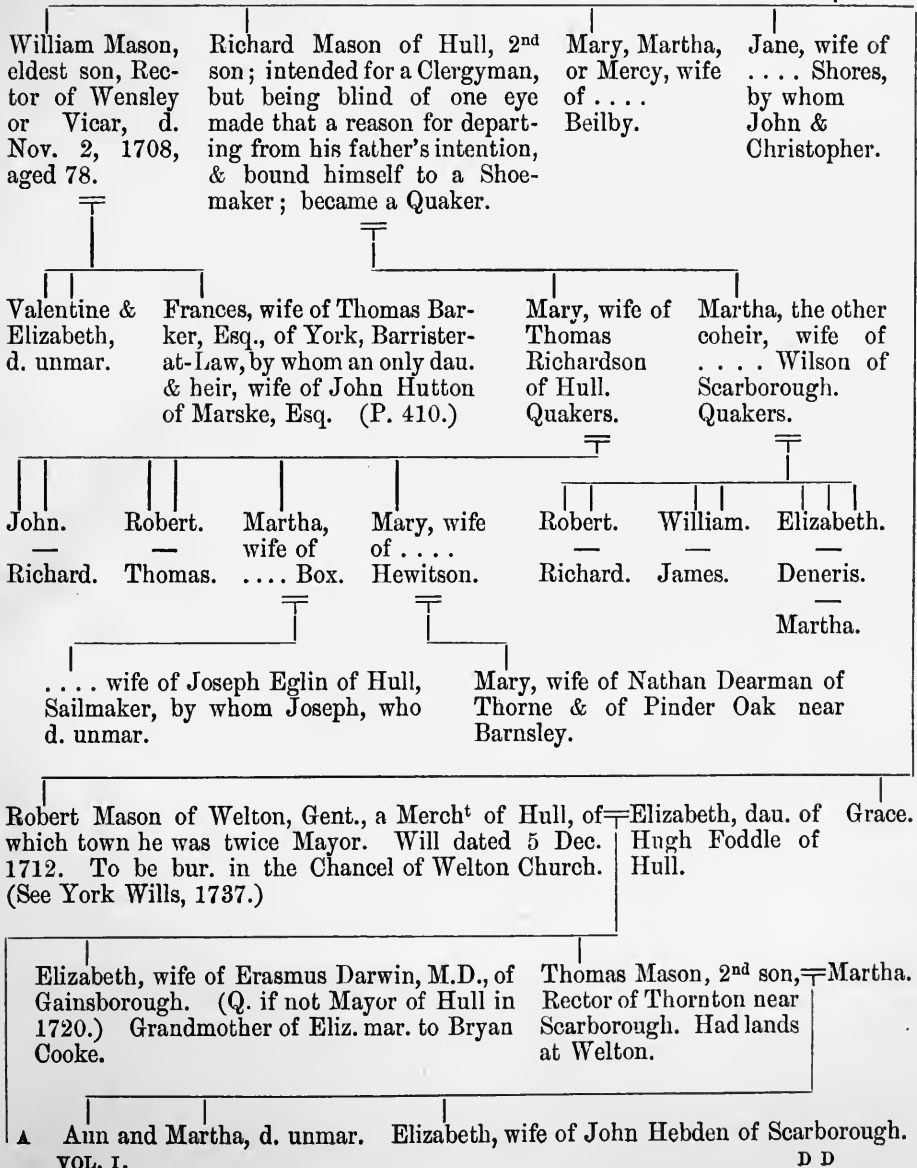 William Mason,
eldest son, Rec-
tor of Wensley
or Vicar, d.
Nov. 2, 1708,
aged 78.
Richard Mason of Hull, 2nd
son; intended for a Clergyman,
but being blind of one eye
made that a reason for depart-
ing from his father's intention,
& bound himself to a Shoe-
maker; became a Quaker.
Mary, Martha,
or Mercy, wife
of . . . .
Beilby.
Jane, wife of
. . . . Shores,
by whom
John &
Christopher.
Valentine &
Elizabeth,
d. unmar.
Frances, wife of Thomas Bar-
ker, Esq., of York, Barrister-
at-Law, by whom an only dau.
& heir, wife of John Hutton
of Marske, Esq. (P. 410.)
Mary, wife of
Thomas
Richardson
of Hull.
Quakers.
Martha, the other
coheir, wife of
. . . . Wilson of
Scarborough.
Quakers.
John.
—
Richard.
Robert.
—
Thomas.
Martha,
wife of
. . . . Box.
Mary, wife
of . . . .
Hewitson.
Robert.
—
Richard.
William.
—
James.
Elizabeth.
—
Deneris.
—
Martha.
. . . . wife of Joseph Eglin of Hull,
Sailmaker, by whom Joseph, who
d. unmar.
Mary, wife of Nathan Dearman of
Thorne & of Pinder Oak near
Barnsley.
Robert Mason of Welton, Gent., a Mercht of Hull, of
which town he was twice Mayor. Will dated 5 Dec.
1712. To be bur. in the Chancel of Welton Church.
(See York Wills, 1737.)
Elizabeth, dau. of
Hugh Foddle of
Hull.
Grace.
Elizabeth, wife of Erasmus Darwin, M.D., of
Gainsborough. (Q. if not Mayor of Hull in
1720.) Grandmother of Eliz. mar. to Bryan
Cooke.
Thomas Mason, 2nd son,
Rector of Thornton near
Scarborough. Had lands
at Welton.
Martha.
▲ Ann and Martha, d. unmar.
Elizabeth, wife of John Hebden of Scarborough.
VOL. I.
D D